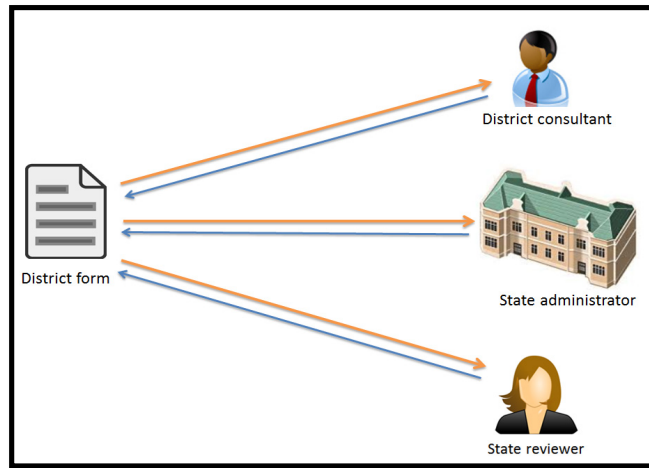 District consultant
District form
State administrator
State reviewer